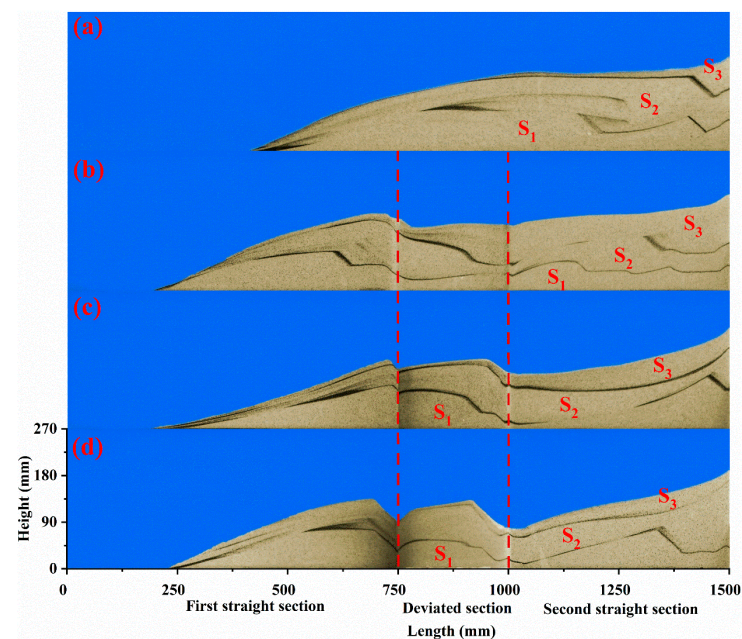 (a)
S3
S2
S1
(b)
S3
S2
S1
(c)
S3
S2
S1
270
(d)
180
S3
90
S2
S1
0
Height (mm)
0 250 500 750 1000 1250 1500
First straight section Deviated section Second straight section
Length (mm)